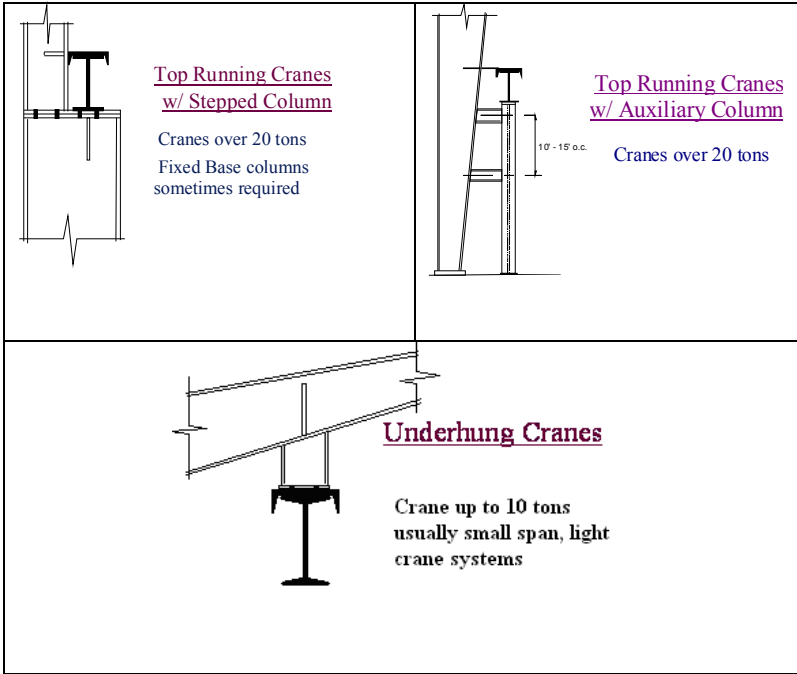 Top Running Cranes
w/ Stepped Column
Cranes over 20 tons
Fixed Base columns
sometimes required
Top Running Cranes
w/ Auxiliary Column
10' - 15' o.c.
Cranes over 20 tons
Underhung Cranes
Crane up to 10 tons
usually small span, light
crane systems